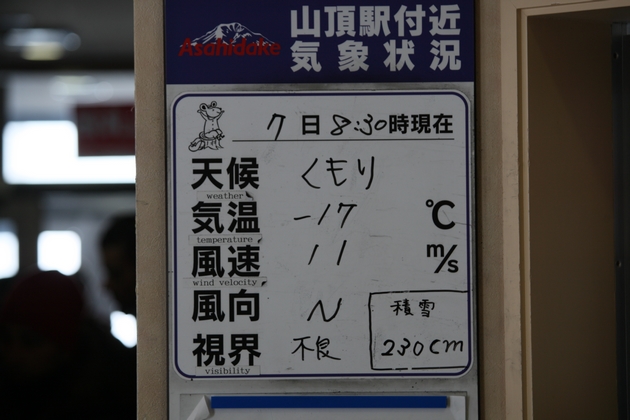 Asahidake
山頂駅付近
気象状況
7日 8:30時現在
天候 くもり
weather
気温 -17 ℃
temperature
風速 11 m/s
wind velocity
風向 N
積雪
視界 不良
230cm
visibility